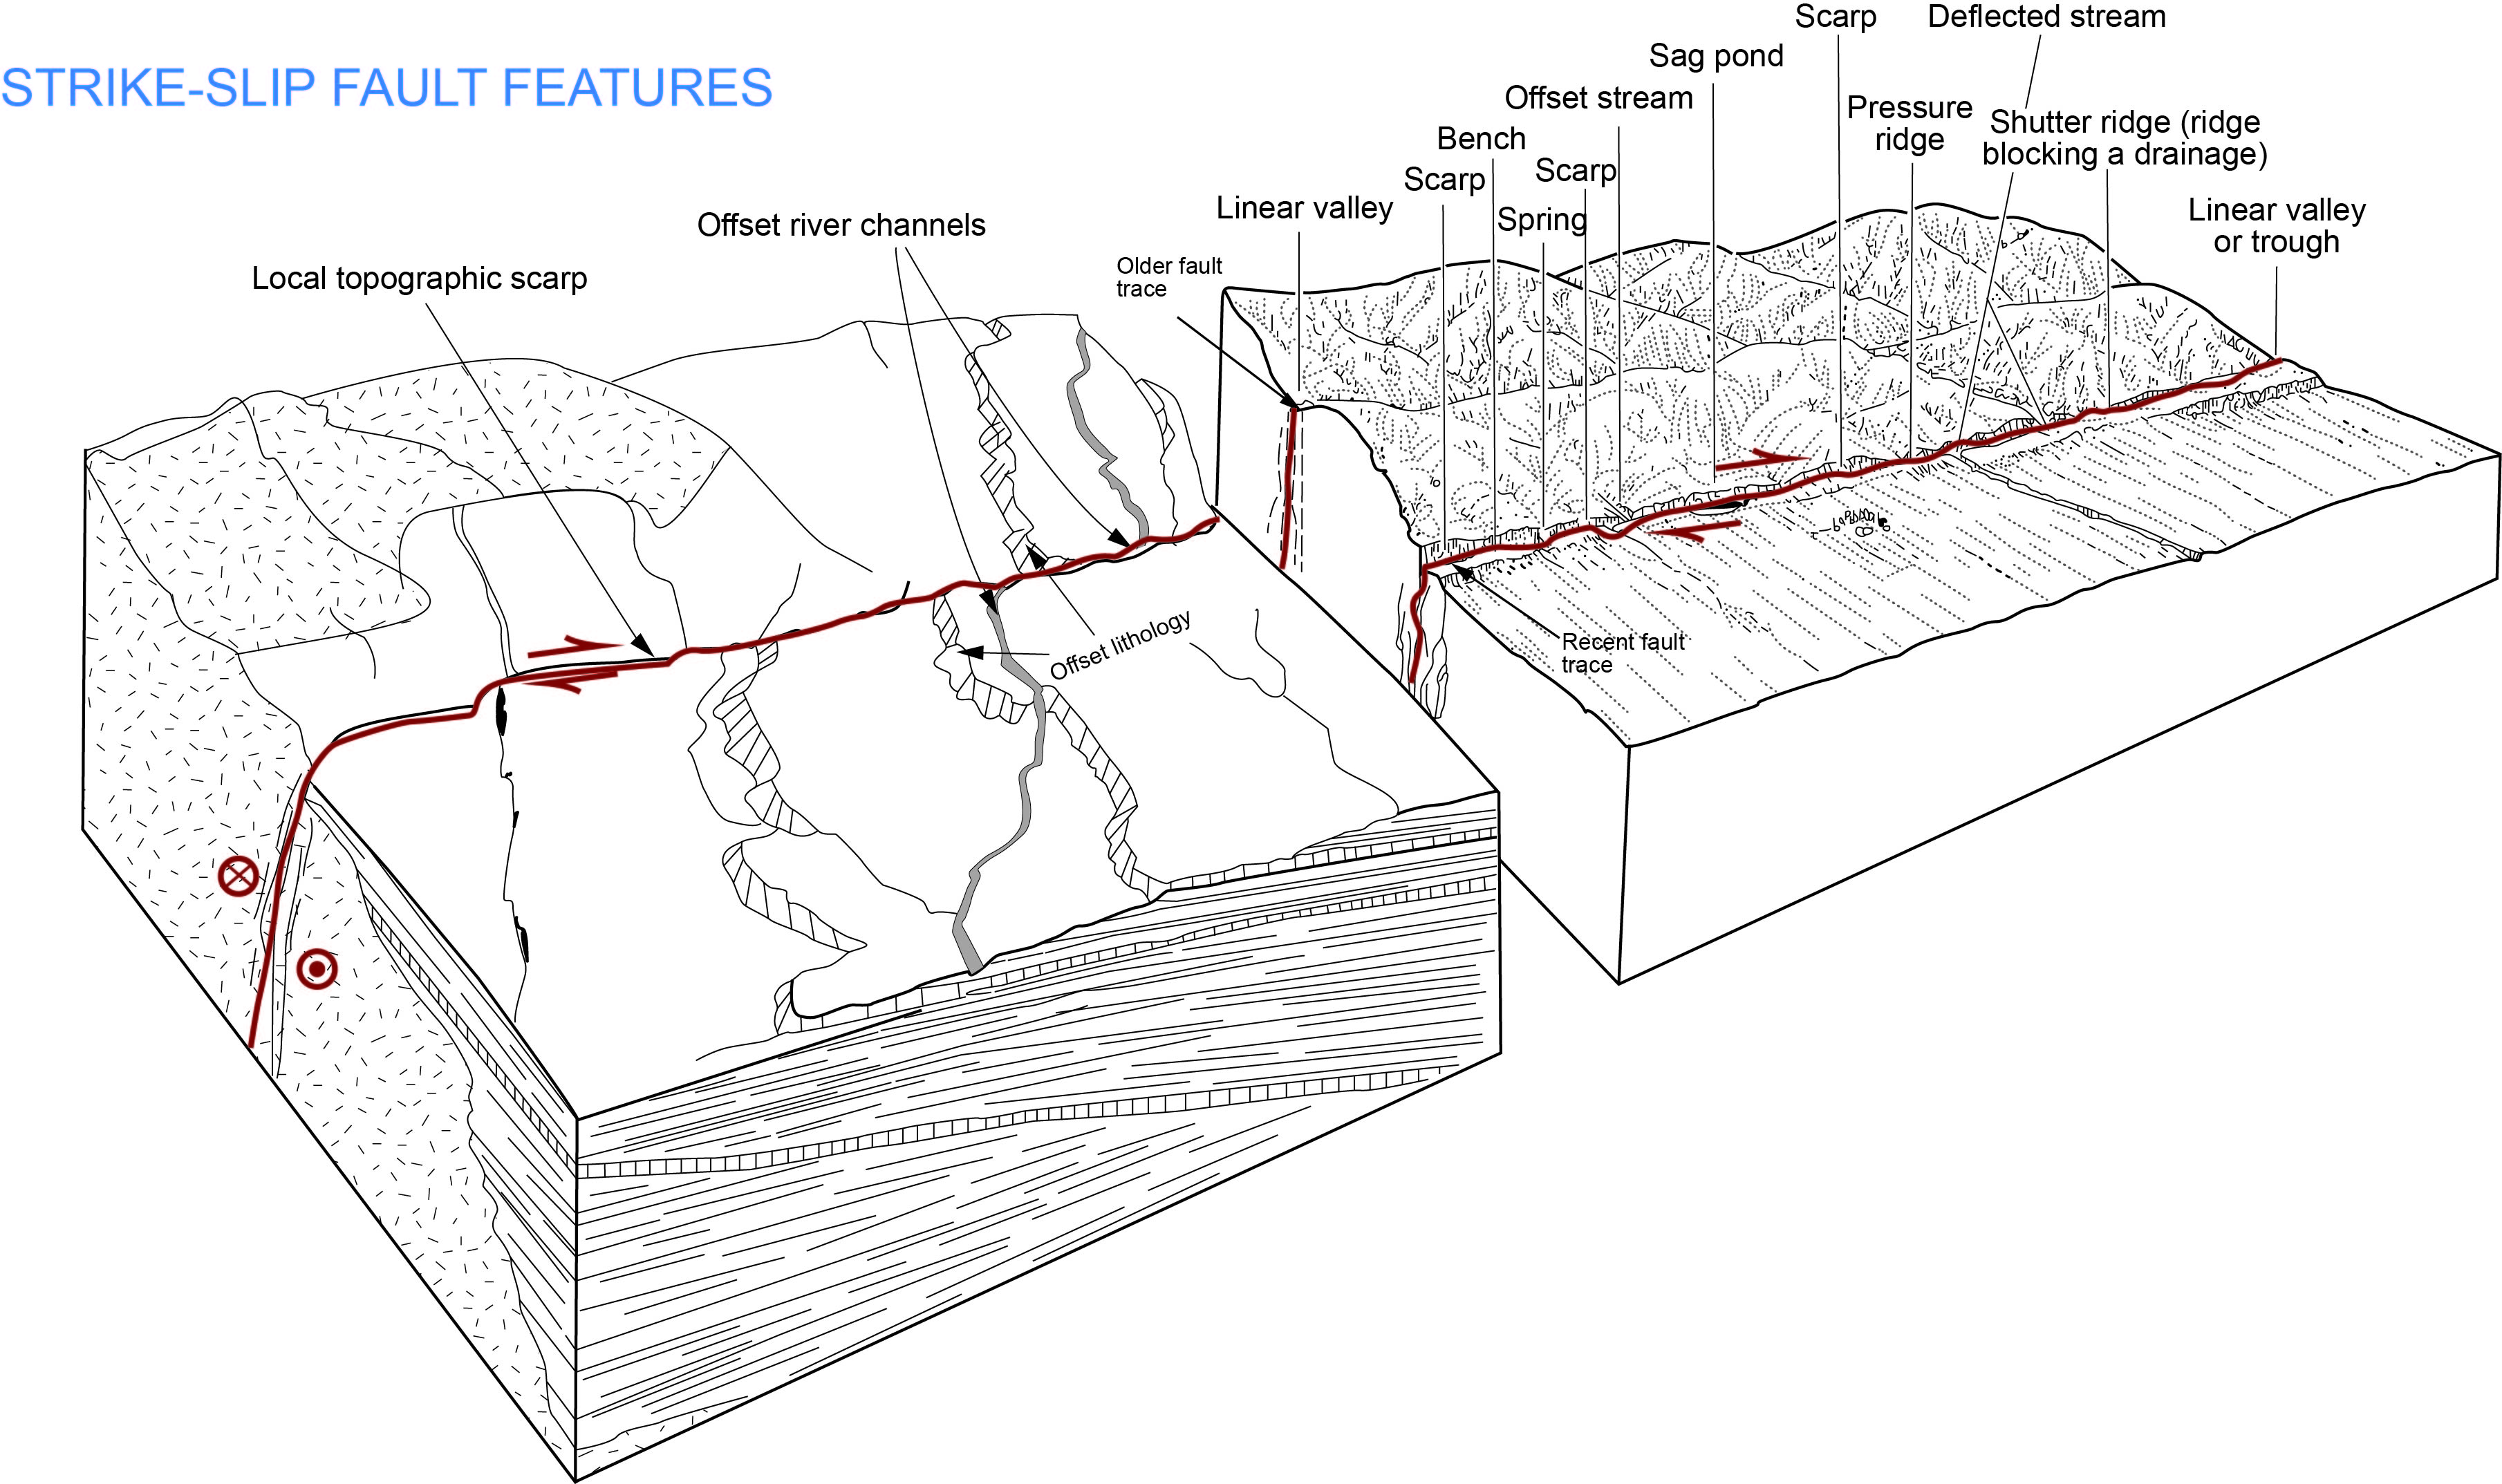 STRIKE-SLIP FAULT FEATURES
Scarp
Deflected stream
Sag pond
Offset stream
Pressure
ridge
Shutter ridge (ridge
blocking a drainage)
Bench
Scarp
Scarp
Spring
Linear valley
Linear valley
or trough
Offset river channels
Older fault
trace
Local topographic scarp
Offset lithology
Recent fault
trace